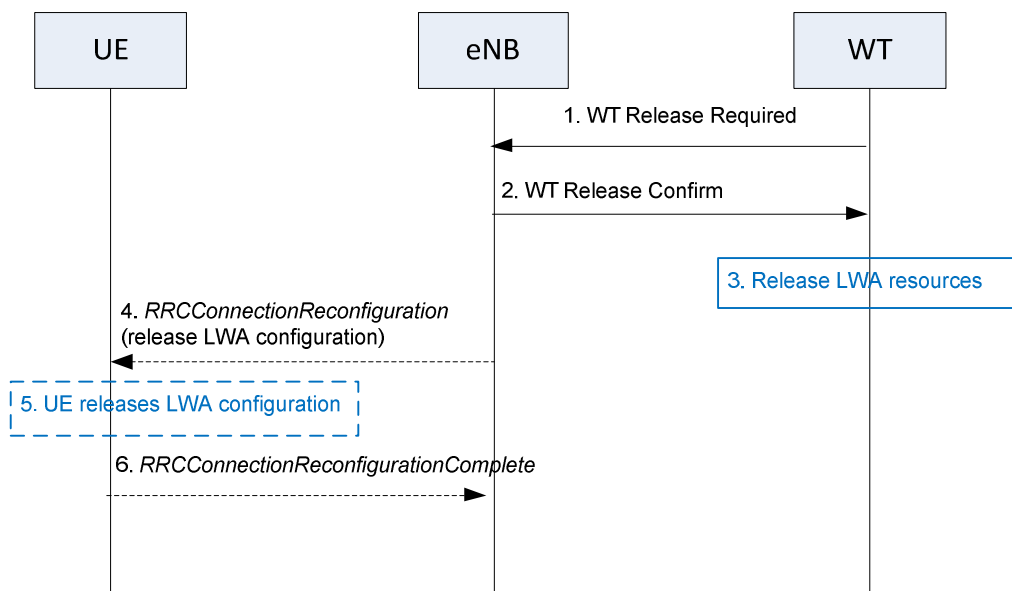 UE
eNB
WT
1. WT Release Required
2. WT Release Confirm
3. Release LWA resources
4. RRCConnectionReconfiguration
(release LWA configuration)
5. UE releases LWA configuration
6. RRCConnectionReconfigurationComplete